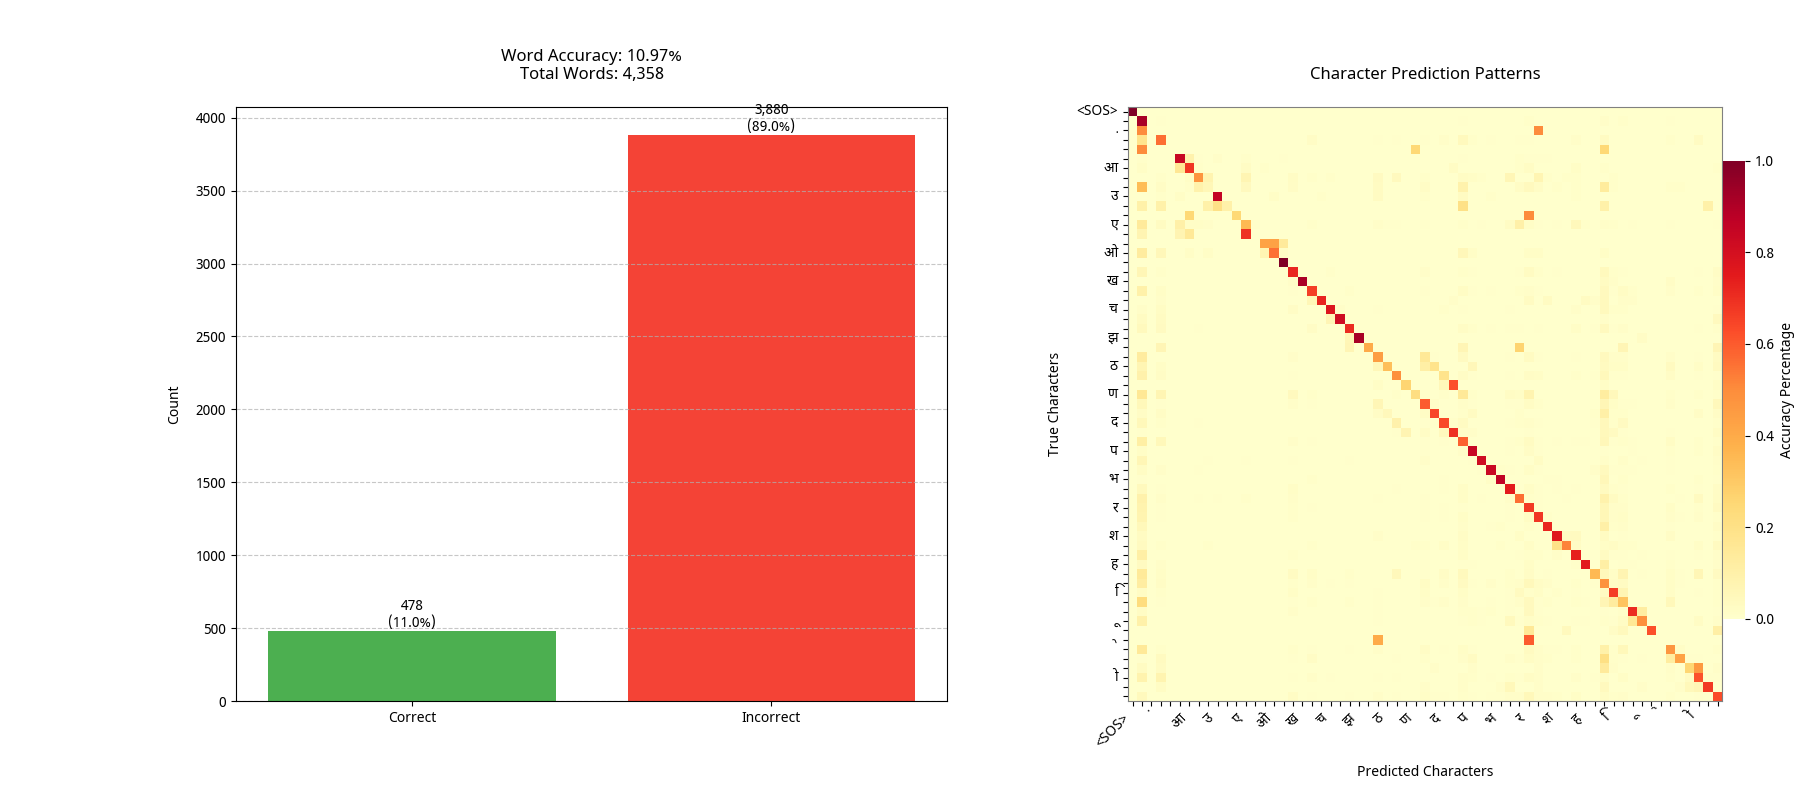 Word Accuracy: 10.97%
Total Words: 4,358
4000
3500
3000
2500
2000
1500
1000
500
0
Count
3,880
(89.0%)
478
(11.0%)
Correct
Incorrect
Character Prediction Patterns
True Characters
<SOS>
.
आ
उ
ए
ओ
ख
च
झ
ठ
ण
द
प
भ
र
श
ह
ि
ृ
ॅ
ो
<SOS>
.
आ
उ
ए
ओ
ख
च
झ
ठ
ण
द
प
भ
र
श
ह
ि
ृ
ॅ
ो
Predicted Characters
1.0
0.8
0.6
0.4
0.2
0.0
Accuracy Percentage